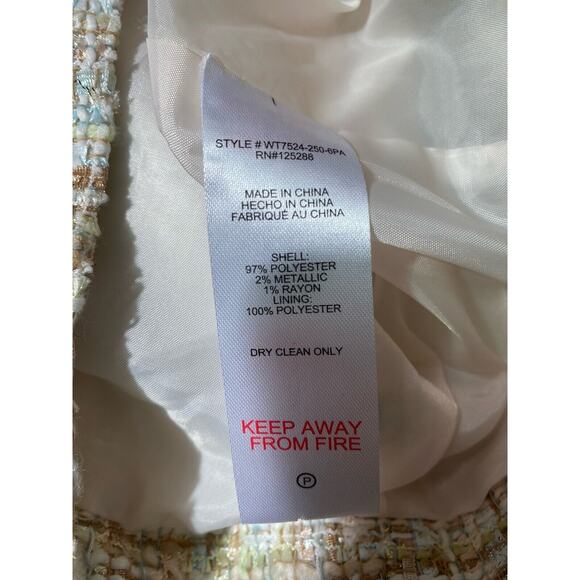 STYLE # WT7524-250-6PA
RN#125288
MADE IN CHINA
HECHO IN CHINA
FABRIQUÉ AU CHINA
SHELL:
97% POLYESTER
2% METALLIC
1% RAYON
LINING:
100% POLYESTER
DRY CLEAN ONLY
KEEP AWAY
FROM FIRE
P